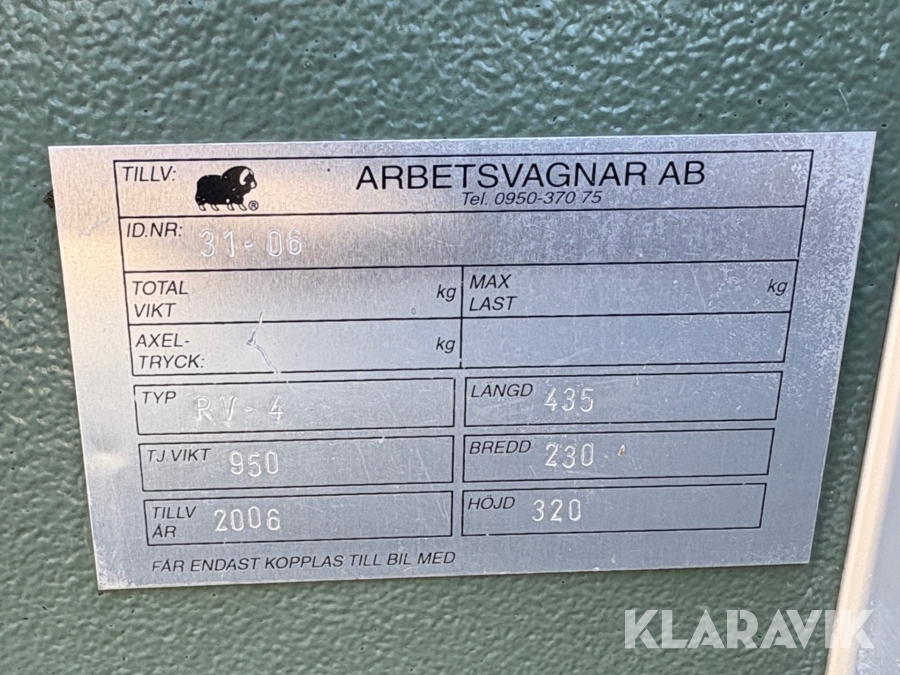 TILLV: ® ARBETSVAGNAR AB
Tel. 0950-370 75
ID.NR: 31-06
TOTAL VIKT kg MAX LAST kg
AXEL-TRYCK: kg
TYP RV-4 LÄNGD 435
TJ.VIKT 950 BREDD 230
TILLV ÅR 2006 HÖJD 320
FÅR ENDAST KOPPLAS TILL BIL MED
KLARAVIK